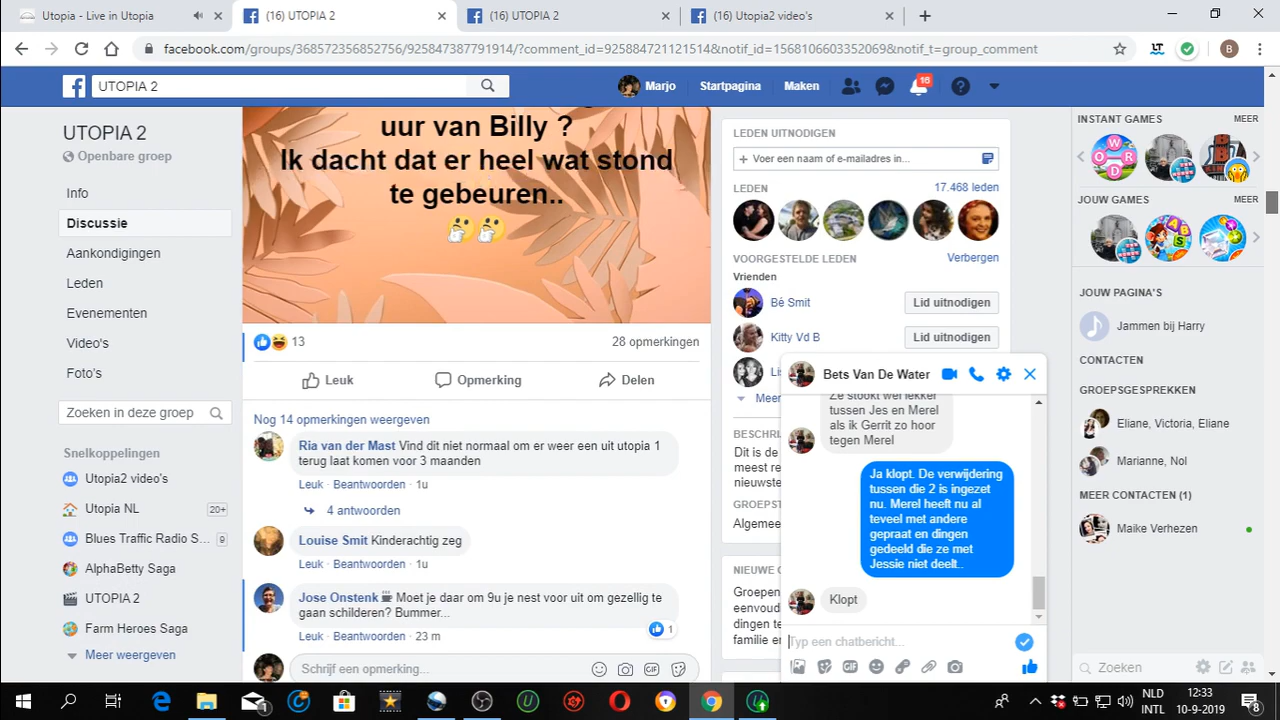 Utopia - Live in Utopia
(16) UTOPIA 2
(16) UTOPIA 2
(16) Utopia2 video's
facebook.com/groups/368572356852756/925847387791914/?comment_id=925884721121514&notif_id=1568106603352069&notif_t=group_comment
B
UTOPIA 2
Marjo
Startpagina
Maken
16
UTOPIA 2
Openbare groep
Info
Discussie
Aankondigingen
Leden
Evenementen
Video's
Foto's
Zoeken in deze groep
Snelkoppelingen
Utopia2 video's
Utopia NL 20+
Blues Traffic Radio S... 9
AlphaBetty Saga
UTOPIA 2
Farm Heroes Saga
Meer weergeven
uur van Billy ?
Ik dacht dat er heel wat stond
te gebeuren..
13
28 opmerkingen
Leuk
Opmerking
Delen
Nog 14 opmerkingen weergeven
Ria van der Mast Vind dit niet normaal om er weer een uit utopia 1
terug laat komen voor 3 maanden
Leuk · Beantwoorden · 1u
4 antwoorden
Louise Smit Kinderachtig zeg
Leuk · Beantwoorden · 1u
Jose Onstenk Moet je daar om 9u je nest voor uit om gezellig te
gaan schilderen? Bummer...
1
Leuk · Beantwoorden · 23 m
Schrijf een opmerking...
LEDEN UITNODIGEN
+ Voer een naam of e-mailadres in...
LEDEN
17.468 leden
VOORGESTELDE LEDEN
Verbergen
Vrienden
Bé Smit
Lid uitnodigen
Kitty Vd B
Lid uitnodigen
Meer
BESCHRIJ
Dit is de
meest re
nieuwste
GROEPST
Algemee
NIEUWE
Groepen
eenvoud
dingen te
familie en
Bets Van De Water
Ze stookt wel lekker
tussen Jes en Merel
als ik Gerrit zo hoor
tegen Merel
Ja klopt. De verwijdering
tussen die 2 is ingezet
nu. Merel heeft nu al
teveel met andere
gepraat en dingen
gedeeld die ze met
Jessie niet deelt..
Klopt
Typ een chatbericht...
INSTANT GAMES
MEER
JOUW GAMES
MEER
JOUW PAGINA'S
Jammen bij Harry
CONTACTEN
GROEPSGESPREKKEN
Eliane, Victoria, Eliane
Marianne, Nol
MEER CONTACTEN (1)
Maike Verhezen
Zoeken
NLD
INTL
12:33
10-9-2019
8